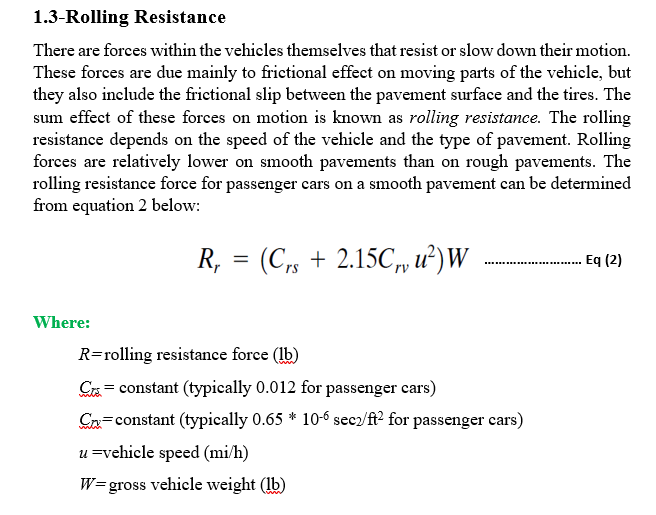 1.3-Rolling Resistance
There are forces within the vehicles themselves that resist or slow down their motion.
These forces are due mainly to frictional effect on moving parts of the vehicle, but
they also include the frictional slip between the pavement surface and the tires. The
sum effect of these forces on motion is known as rolling resistance. The rolling
resistance depends on the speed of the vehicle and the type of pavement. Rolling
forces are relatively lower on smooth pavements than on rough pavements. The
rolling resistance force for passenger cars on a smooth pavement can be determined
from equation 2 below:
Rᵣ = (Cᵣₛ + 2.15Cᵣᵥ u²)W ............................ Eq (2)
Where:
R=rolling resistance force (lb)
Crs = constant (typically 0.012 for passenger cars)
Crv=constant (typically 0.65 * 10⁻⁶ sec₂/ft² for passenger cars)
u =vehicle speed (mi/h)
W=gross vehicle weight (lb)